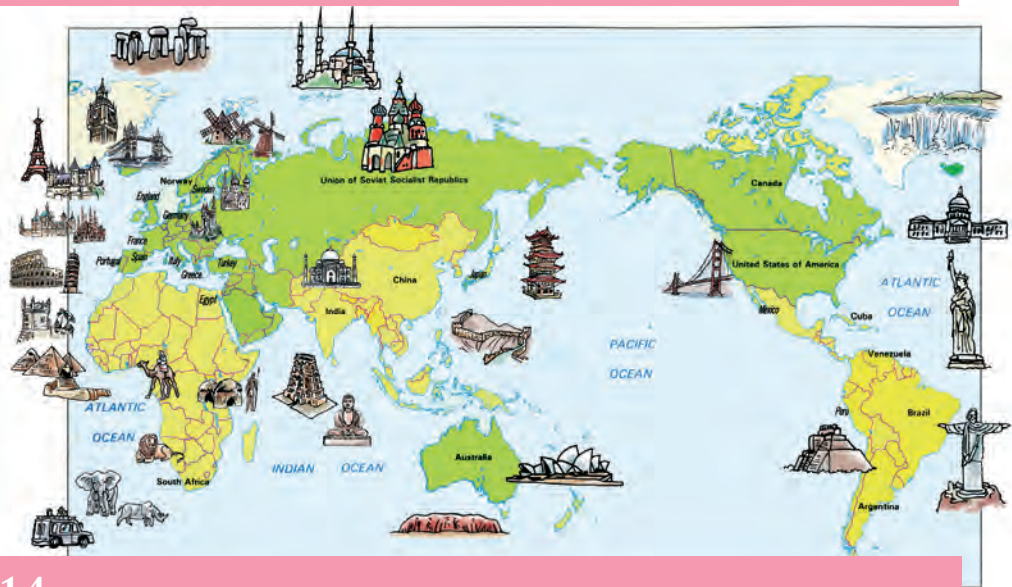 Norway
Sweden
England
Germany
France
Portugal
Spain
Italy
Greece
Turkey
Egypt
Union of Soviet Socialist Republics
China
India
Japan
Canada
United States of America
Mexico
Cuba
Venezuela
Peru
Brazil
Argentina
South Africa
Australia
ATLANTIC
OCEAN
INDIAN OCEAN
PACIFIC
OCEAN
ATLANTIC
OCEAN
14